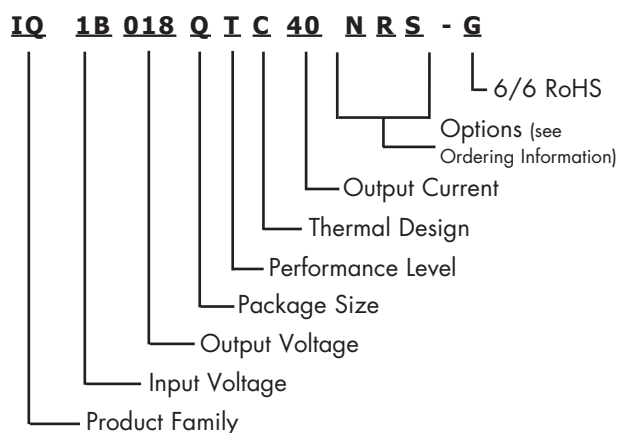 IQ 1B 018 Q T C 40 N R S - G
6/6 RoHS
Options (see
Ordering Information)
Output Current
Thermal Design
Performance Level
Package Size
Output Voltage
Input Voltage
Product Family